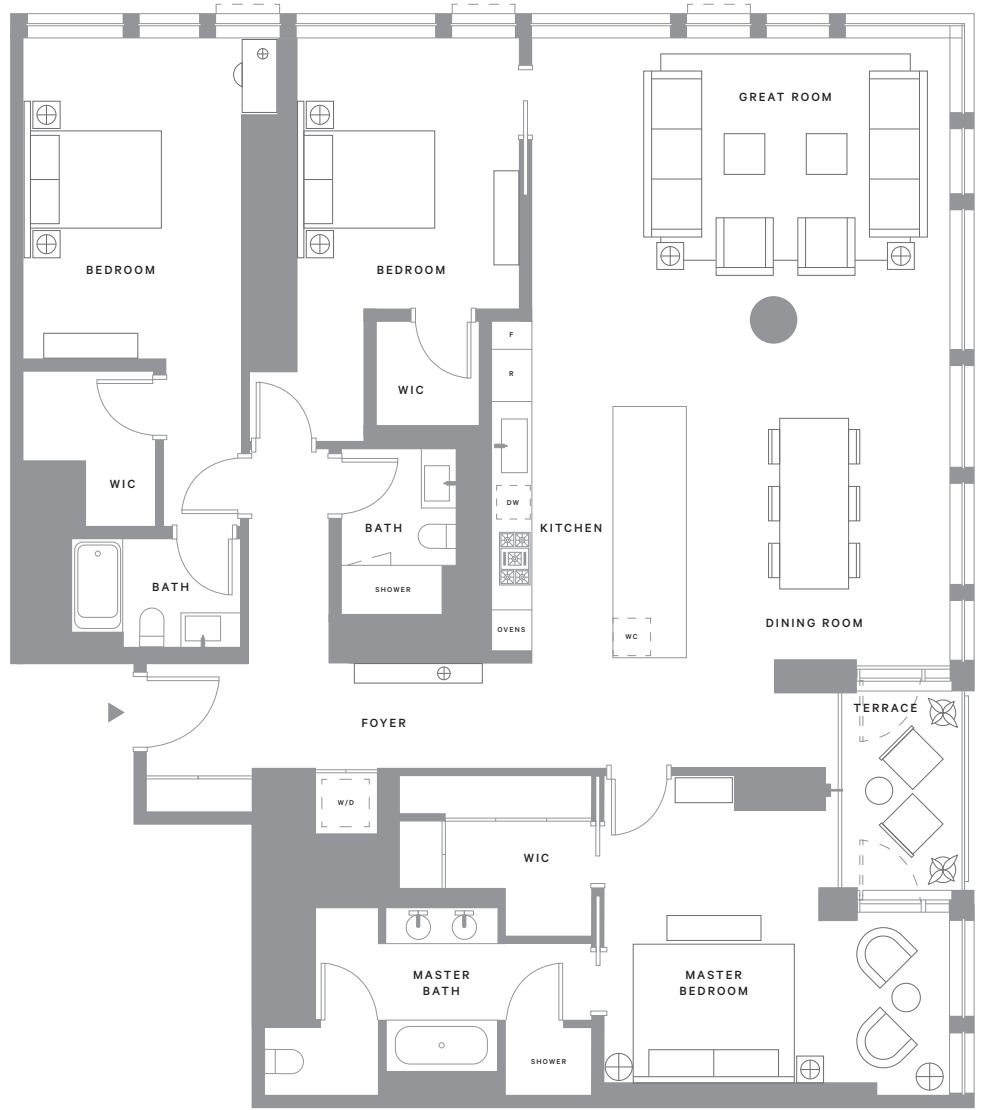 GREAT ROOM
BEDROOM
BEDROOM
F
R
WIC
WIC
DW
BATH
KITCHEN
BATH
SHOWER
OVENS
WC
DINING ROOM
TERRACE
FOYER
W/D
WIC
MASTER
BATH
MASTER
BEDROOM
SHOWER